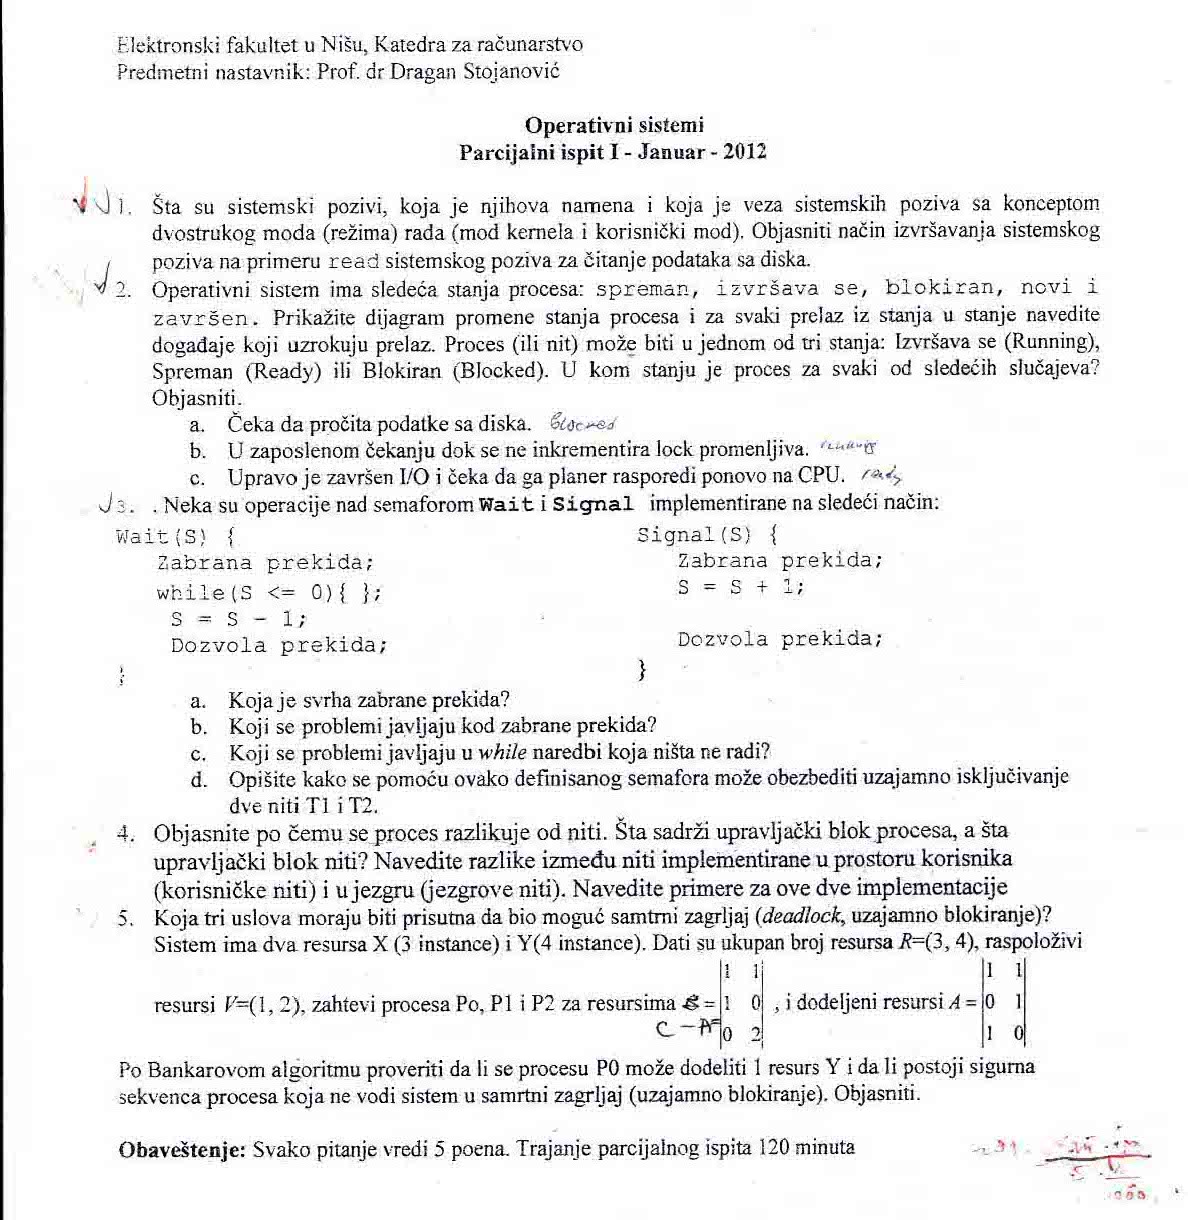 Elektronski fakultet u Nišu, Katedra za računarstvo
Predmetni nastavnik: Prof. dr Dragan Stojanović
Operativni sistemi
Parcijalni ispit I - Januar - 2012
1. Šta su sistemski pozivi, koja je njihova namena i koja je veza sistemskih poziva sa konceptom
dvostrukog moda (režima) rada (mod kernela i korisnički mod). Objasniti način izvršavanja sistemskog
poziva na primeru read sistemskog poziva za čitanje podataka sa diska.
2. Operativni sistem ima sledeća stanja procesa: spreman, izvršava se, blokiran, novi i
završen. Prikažite dijagram promene stanja procesa i za svaki prelaz iz stanja u stanje navedite
događaje koji uzrokuju prelaz. Proces (ili nit) može biti u jednom od tri stanja: Izvršava se (Running),
Spreman (Ready) ili Blokiran (Blocked). U kom stanju je proces za svaki od sledećih slučajeva?
Objasniti.
a. Čeka da pročita podatke sa diska. blocked
b. U zaposlenom čekanju dok se ne inkrementira lock promenljiva. running
c. Upravo je završen I/O i čeka da ga planer rasporedi ponovo na CPU. ready
3. . Neka su operacije nad semaforom Wait i Signal implementirane na sledeći način:
Wait(S) { Signal(S) {
Zabrana prekida; Zabrana prekida;
while(S <= 0){ }; S = S + 1;
S = S - 1;
Dozvola prekida; Dozvola prekida;
} }
a. Koja je svrha zabrane prekida?
b. Koji se problemi javljaju kod zabrane prekida?
c. Koji se problemi javljaju u while naredbi koja ništa ne radi?
d. Opišite kako se pomoću ovako definisanog semafora može obezbediti uzajamno isključivanje
dve niti T1 i T2.
4. Objasnite po čemu se proces razlikuje od niti. Šta sadrži upravljački blok procesa, a šta
upravljački blok niti? Navedite razlike između niti implementirane u prostoru korisnika
(korisničke niti) i u jezgru (jezgrove niti). Navedite primere za ove dve implementacije
5. Koja tri uslova moraju biti prisutna da bio moguć samtrni zagrljaj (deadlock, uzajamno blokiranje)?
Sistem ima dva resursa X (3 instance) i Y(4 instance). Dati su ukupan broj resursa R=(3, 4), raspoloživi
1 1 1 1
resursi V=(1, 2), zahtevi procesa Po, P1 i P2 za resursima = 1 0 , i dodeljeni resursi A = 0 1
C - A= 0 2 1 0
Po Bankarovom algoritmu proveriti da li se procesu P0 može dodeliti 1 resurs Y i da li postoji sigurna
sekvenca procesa koja ne vodi sistem u samrtni zagrljaj (uzajamno blokiranje). Objasniti.
Obaveštenje: Svako pitanje vredi 5 poena. Trajanje parcijalnog ispita 120 minuta